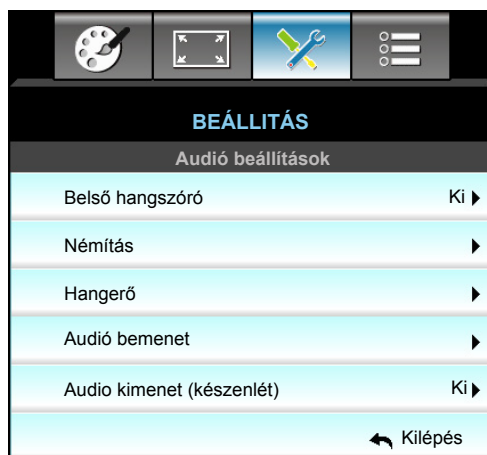 BEÁLLITÁS
Audió beállítások
Belső hangszóró Ki
Némítás
Hangerő
Audió bemenet
Audio kimenet (készenlét) Ki
Kilépés